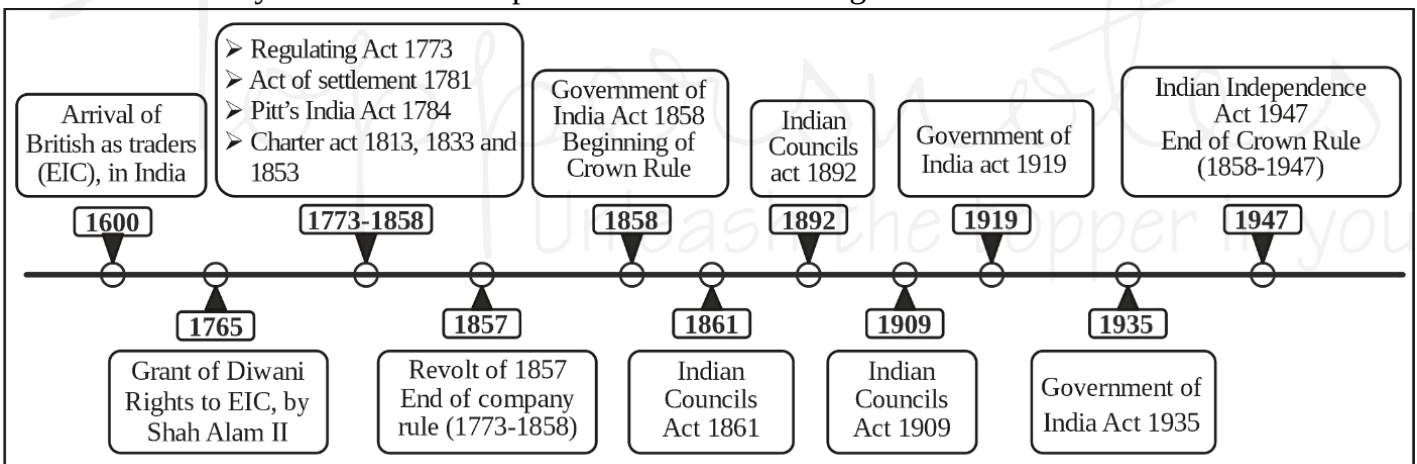 Arrival of
British as traders
(EIC), in India
1600
➢ Regulating Act 1773
➢ Act of settlement 1781
➢ Pitt’s India Act 1784
➢ Charter act 1813, 1833 and
1853
1773-1858
Government of
India Act 1858
Beginning of
Crown Rule
1858
Indian
Councils
act 1892
1892
Government of
India act 1919
1919
Indian Independence
Act 1947
End of Crown Rule
(1858-1947)
1947
1765
Grant of Diwani
Rights to EIC, by
Shah Alam II
1857
Revolt of 1857
End of company
rule (1773-1858)
1861
Indian
Councils
Act 1861
1909
Indian
Councils
Act 1909
1935
Government of
India Act 1935
Unleash the topper in you